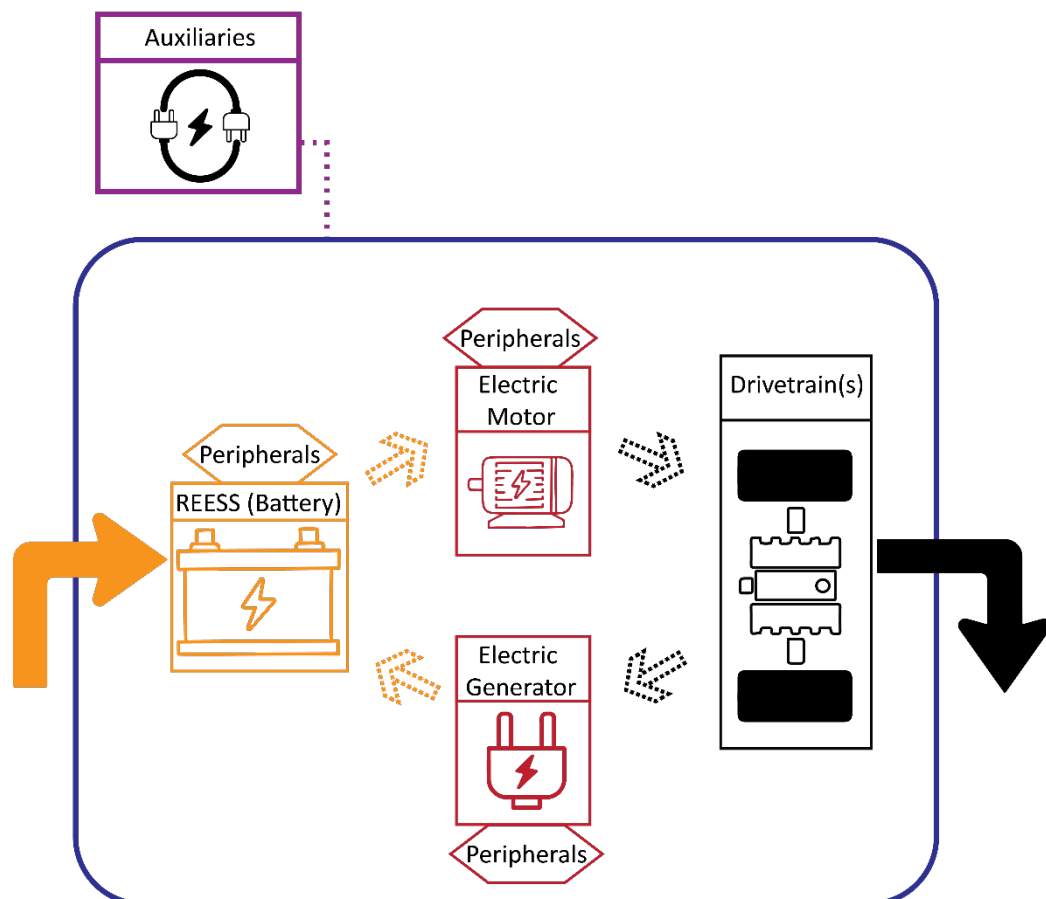 Auxiliaries
Peripherals
Electric
Motor
Drivetrain(s)
Peripherals
REESS (Battery)
Electric
Generator
Peripherals